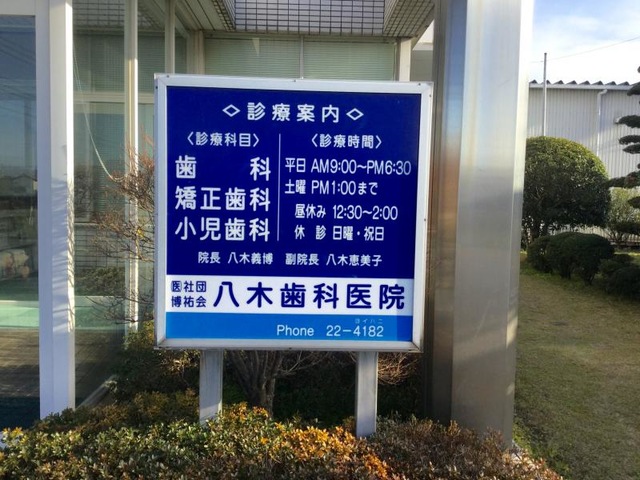 ◇診療案内◇
〈診療科目〉
歯科
矯正歯科
小児歯科
〈診療時間〉
平日 AM9:00〜PM6:30
土曜 PM1:00まで
昼休み 12:30〜2:00
休診 日曜・祝日
院長 八木義博 副院長 八木恵美子
医社団
博祐会
八木歯科医院
ヨイハニ
Phone 22-4182